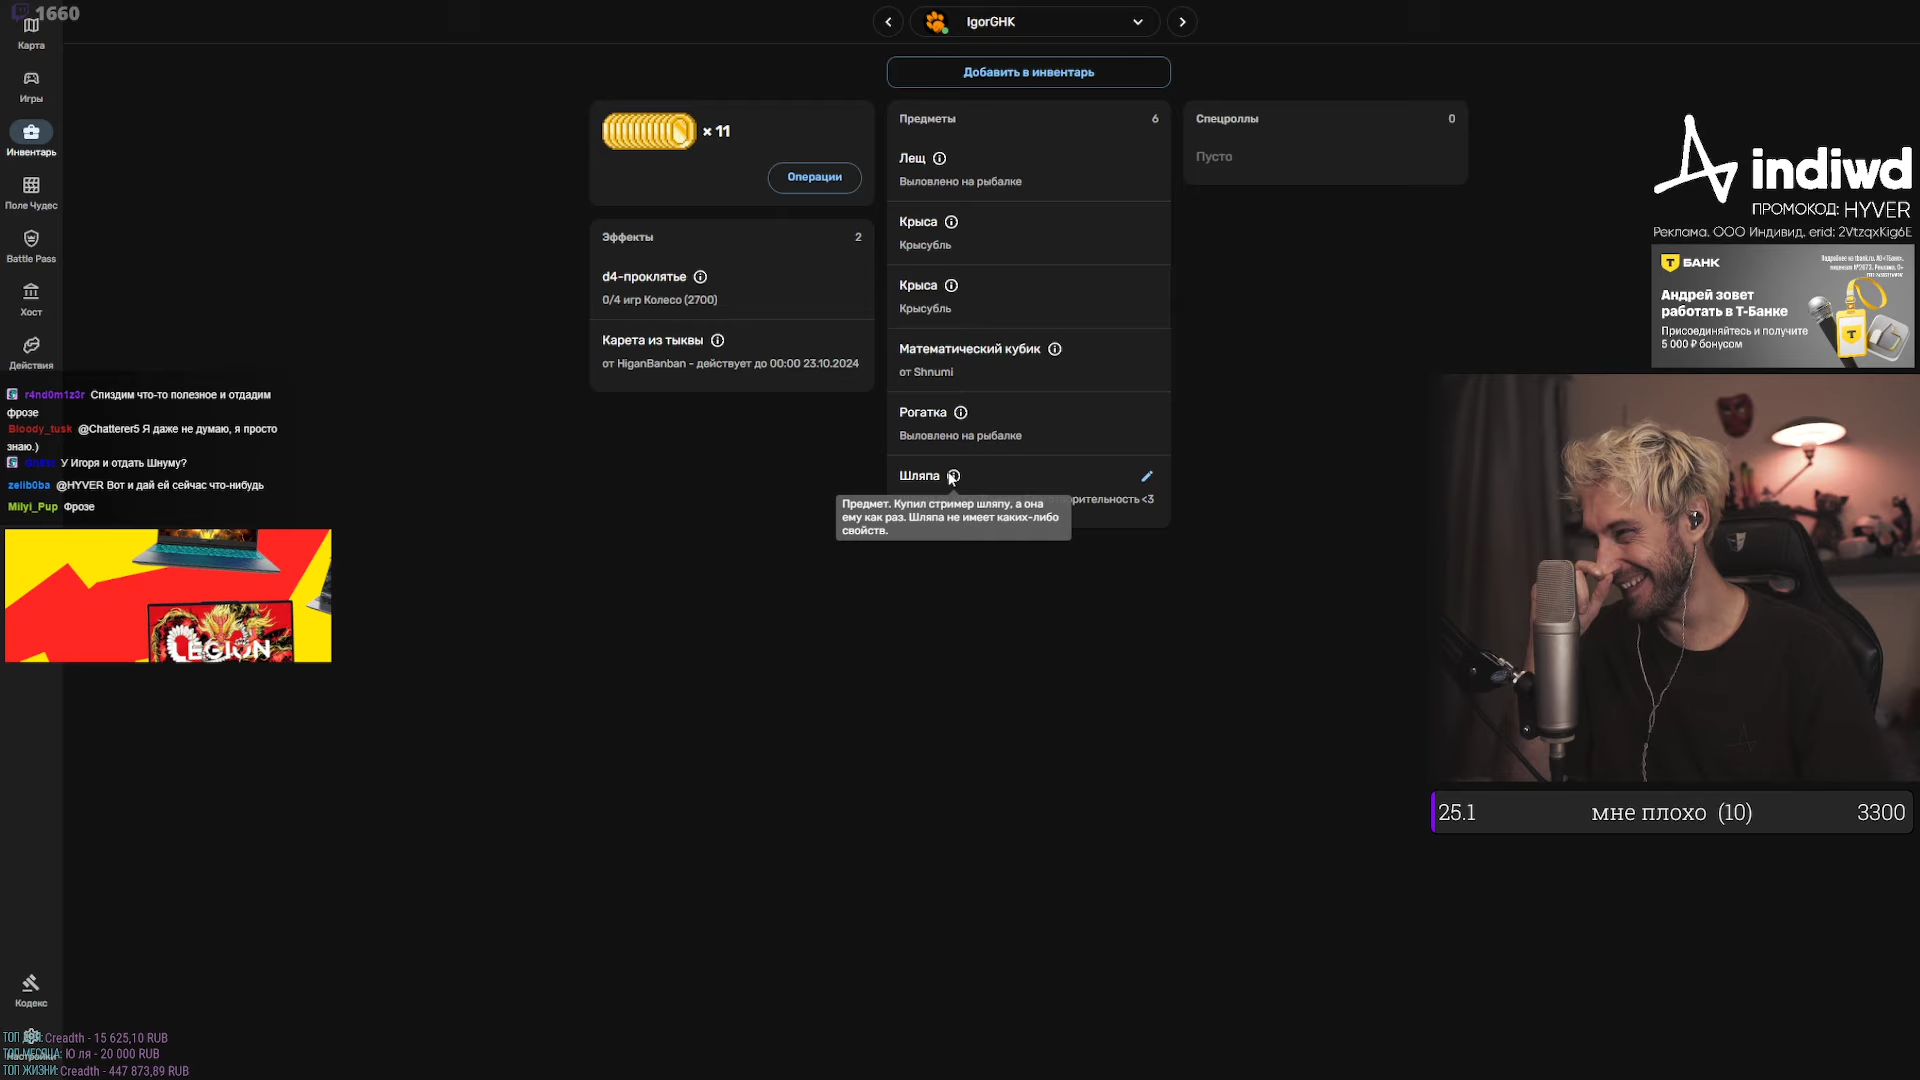 1660
Карта
Игры
Инвентарь
Поле Чудес
Battle Pass
Хост
Действия
IgorGHK
Добавить в инвентарь
× 11
Операции
Эффекты 2
d4-проклятье
0/4 игр Колесо (2700)
Карета из тыквы
от HiganBanban - действует до 00:00 23.10.2024
Предметы 6
Лещ
Выловлено на рыбалке
Крыса
Крысубль
Крыса
Крысубль
Математический кубик
от Shnumi
Рогатка
Выловлено на рыбалке
Шляпа
<3
Предмет. Купил стример шляпу, а она
ему как раз. Шляпа не имеет каких-либо
свойств.
Спецроллы 0
Пусто
indiwd
ПРОМОКОД: HYVER
Реклама. ООО Индивид, erid: 2VtzqxKig6E
Т БАНК
Андрей зовет
работать в Т-Банке
Присоединяйтесь и получите
5 000 ₽ бонусом
r4nd0m1z3r Спиздим что-то полезное и отдадим
фрозе
Bloody_tusk @Chatterer5 Я даже не думаю, я просто
знаю.)
У Игоря и отдать Шнуму?
zelib0ba @HYVER Вот и дай ей сейчас что-нибудь
Milyi_Pup Фрозе
LEGION
25.1 мне плохо (10) 3300
Кодекс
Настройки
ТОП ДНЯ: Creadth - 15 625,10 RUB
ТОП МЕСЯЦА: Ю ля - 20 000 RUB
ТОП ЖИЗНИ: Creadth - 447 873,89 RUB